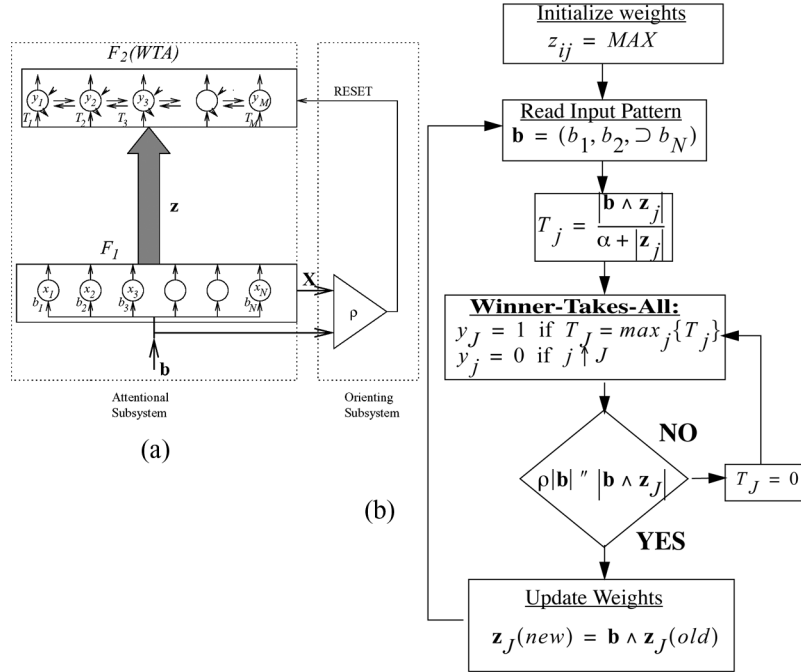 F2(WTA)
y1 y2 y3 yM
T1 T2 T3 TM
RESET
z
F1
x1 x2 x3 xN
b1 b2 b3 bN
X
ρ
b
Attentional
Subsystem
Orienting
Subsystem
(a)
Initialize weights
zij = MAX
Read Input Pattern
b = (b1, b2, ⊃ bN)
Tj = |b ∧ zj| / α + |zj|
Winner-Takes-All:
yJ = 1 if TJ = maxj{Tj}
yj = 0 if j ↑ J
NO
ρ|b| ″ |b ∧ zJ|
TJ = 0
(b)
YES
Update Weights
zJ(new) = b ∧ zJ(old)